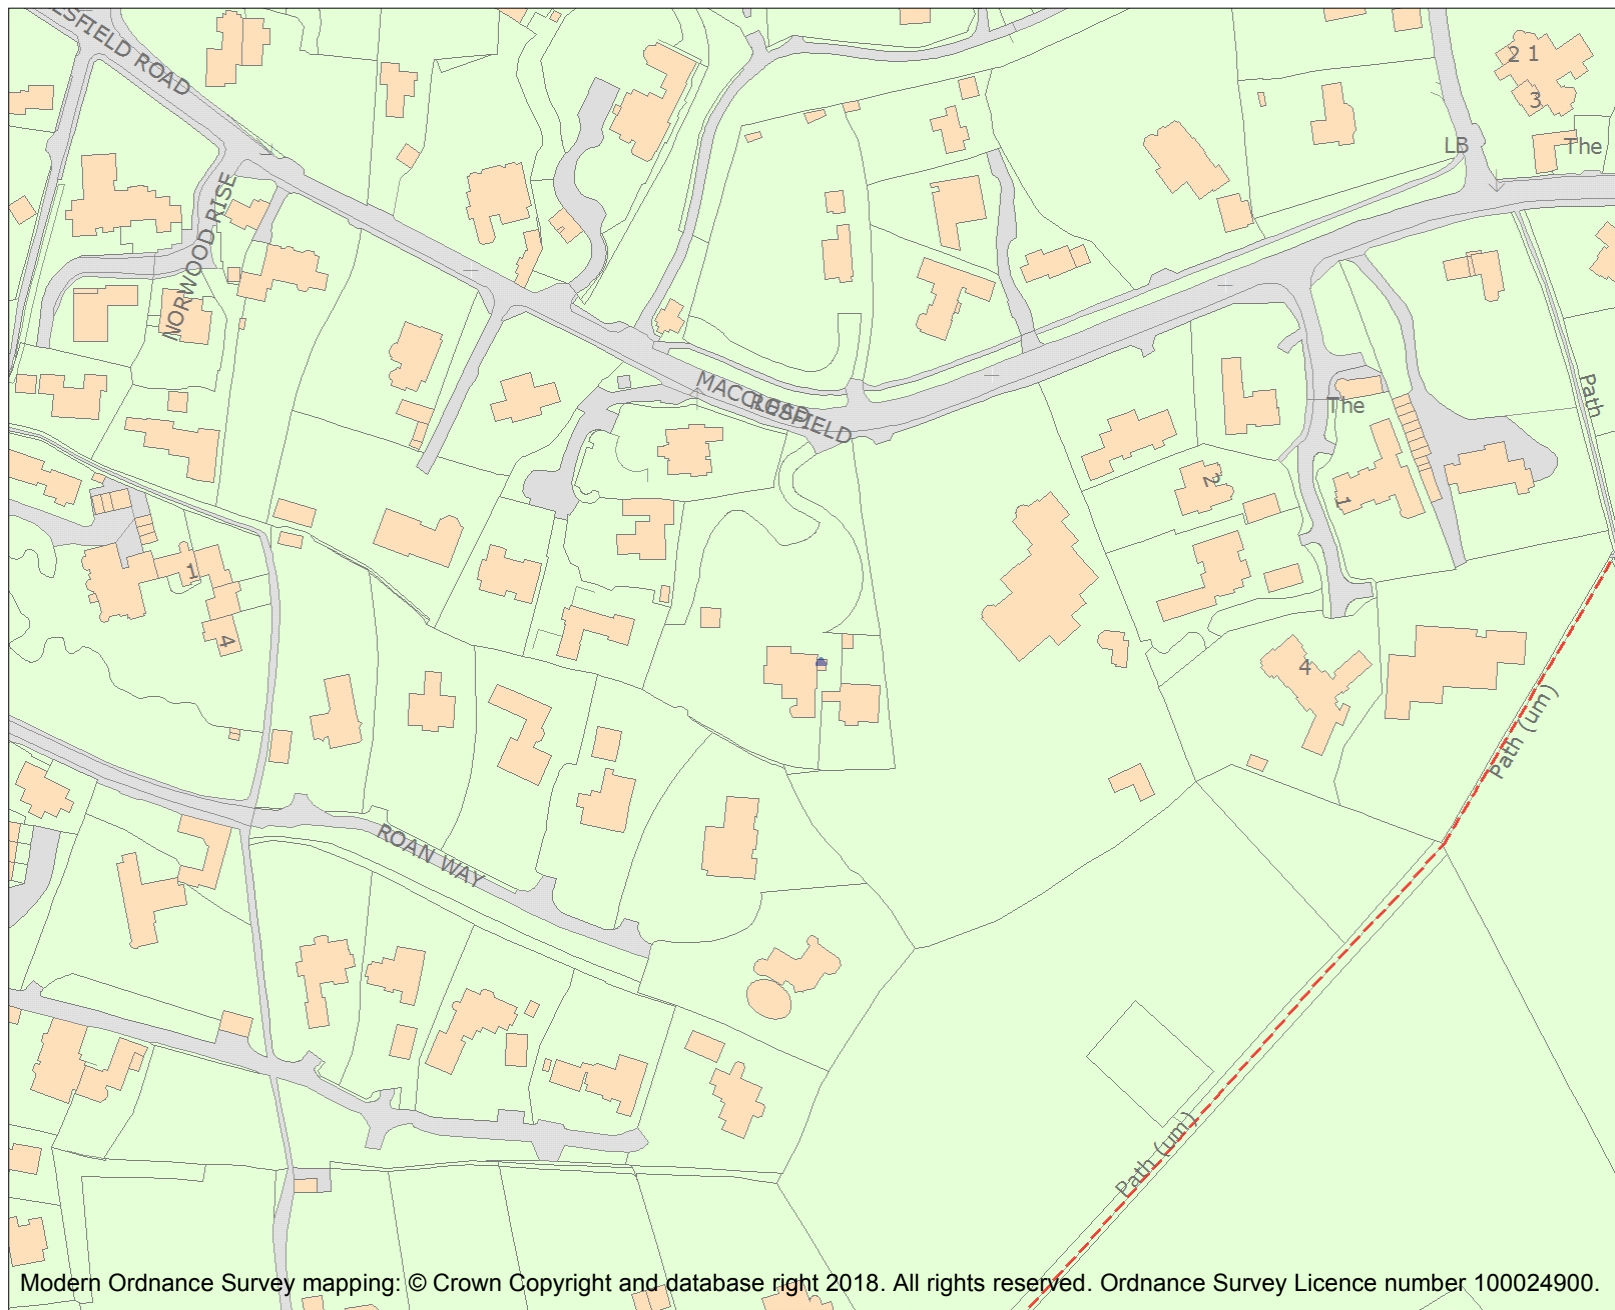 ESFIELD ROAD
2 1
3
LB
The
NORWOOD RISE
MACCLESFIELD
ROAD
The
Path
2
1
1
4
4
Path (um)
ROAN WAY
Path (um)
Modern Ordnance Survey mapping: © Crown Copyright and database right 2018. All rights reserved. Ordnance Survey Licence number 100024900.